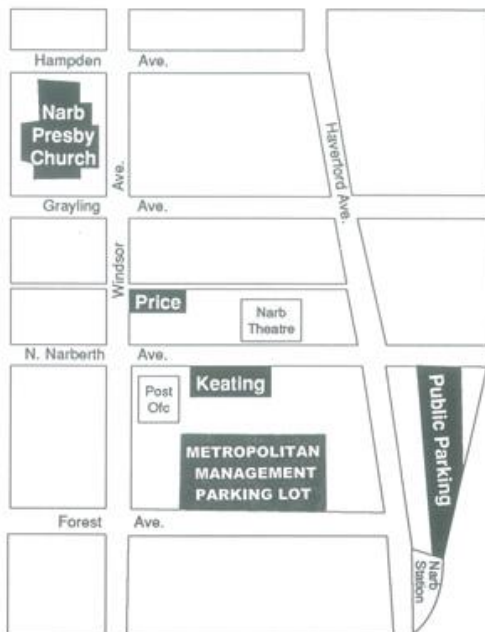 Hampden Ave.
Narb
Presby
Church
Haverford Ave.
Grayling Ave.
Windsor Ave.
Price
Narb
Theatre
N. Narberth Ave.
Post
Ofc
Keating
Public Parking
METROPOLITAN
MANAGEMENT
PARKING LOT
Forest Ave.
Narb
Station